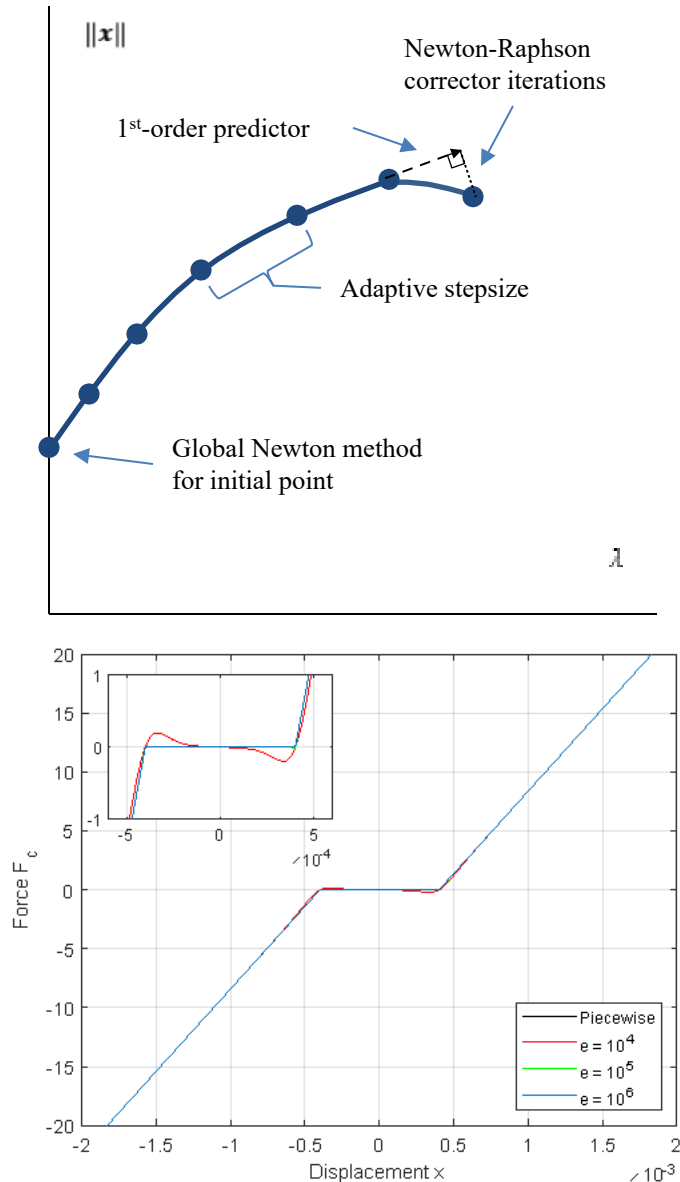 ||x||
Newton-Raphson
corrector iterations
1st-order predictor
Adaptive stepsize
Global Newton method
for initial point
λ
20
15
10
5
0
-5
-10
-15
-20
Force F_c
1
0
-1
-5 0 5
×10^-4
Piecewise
e = 10^4
e = 10^5
e = 10^6
-2 -1.5 -1 -0.5 0 0.5 1 1.5 2
Displacement x
×10^-3